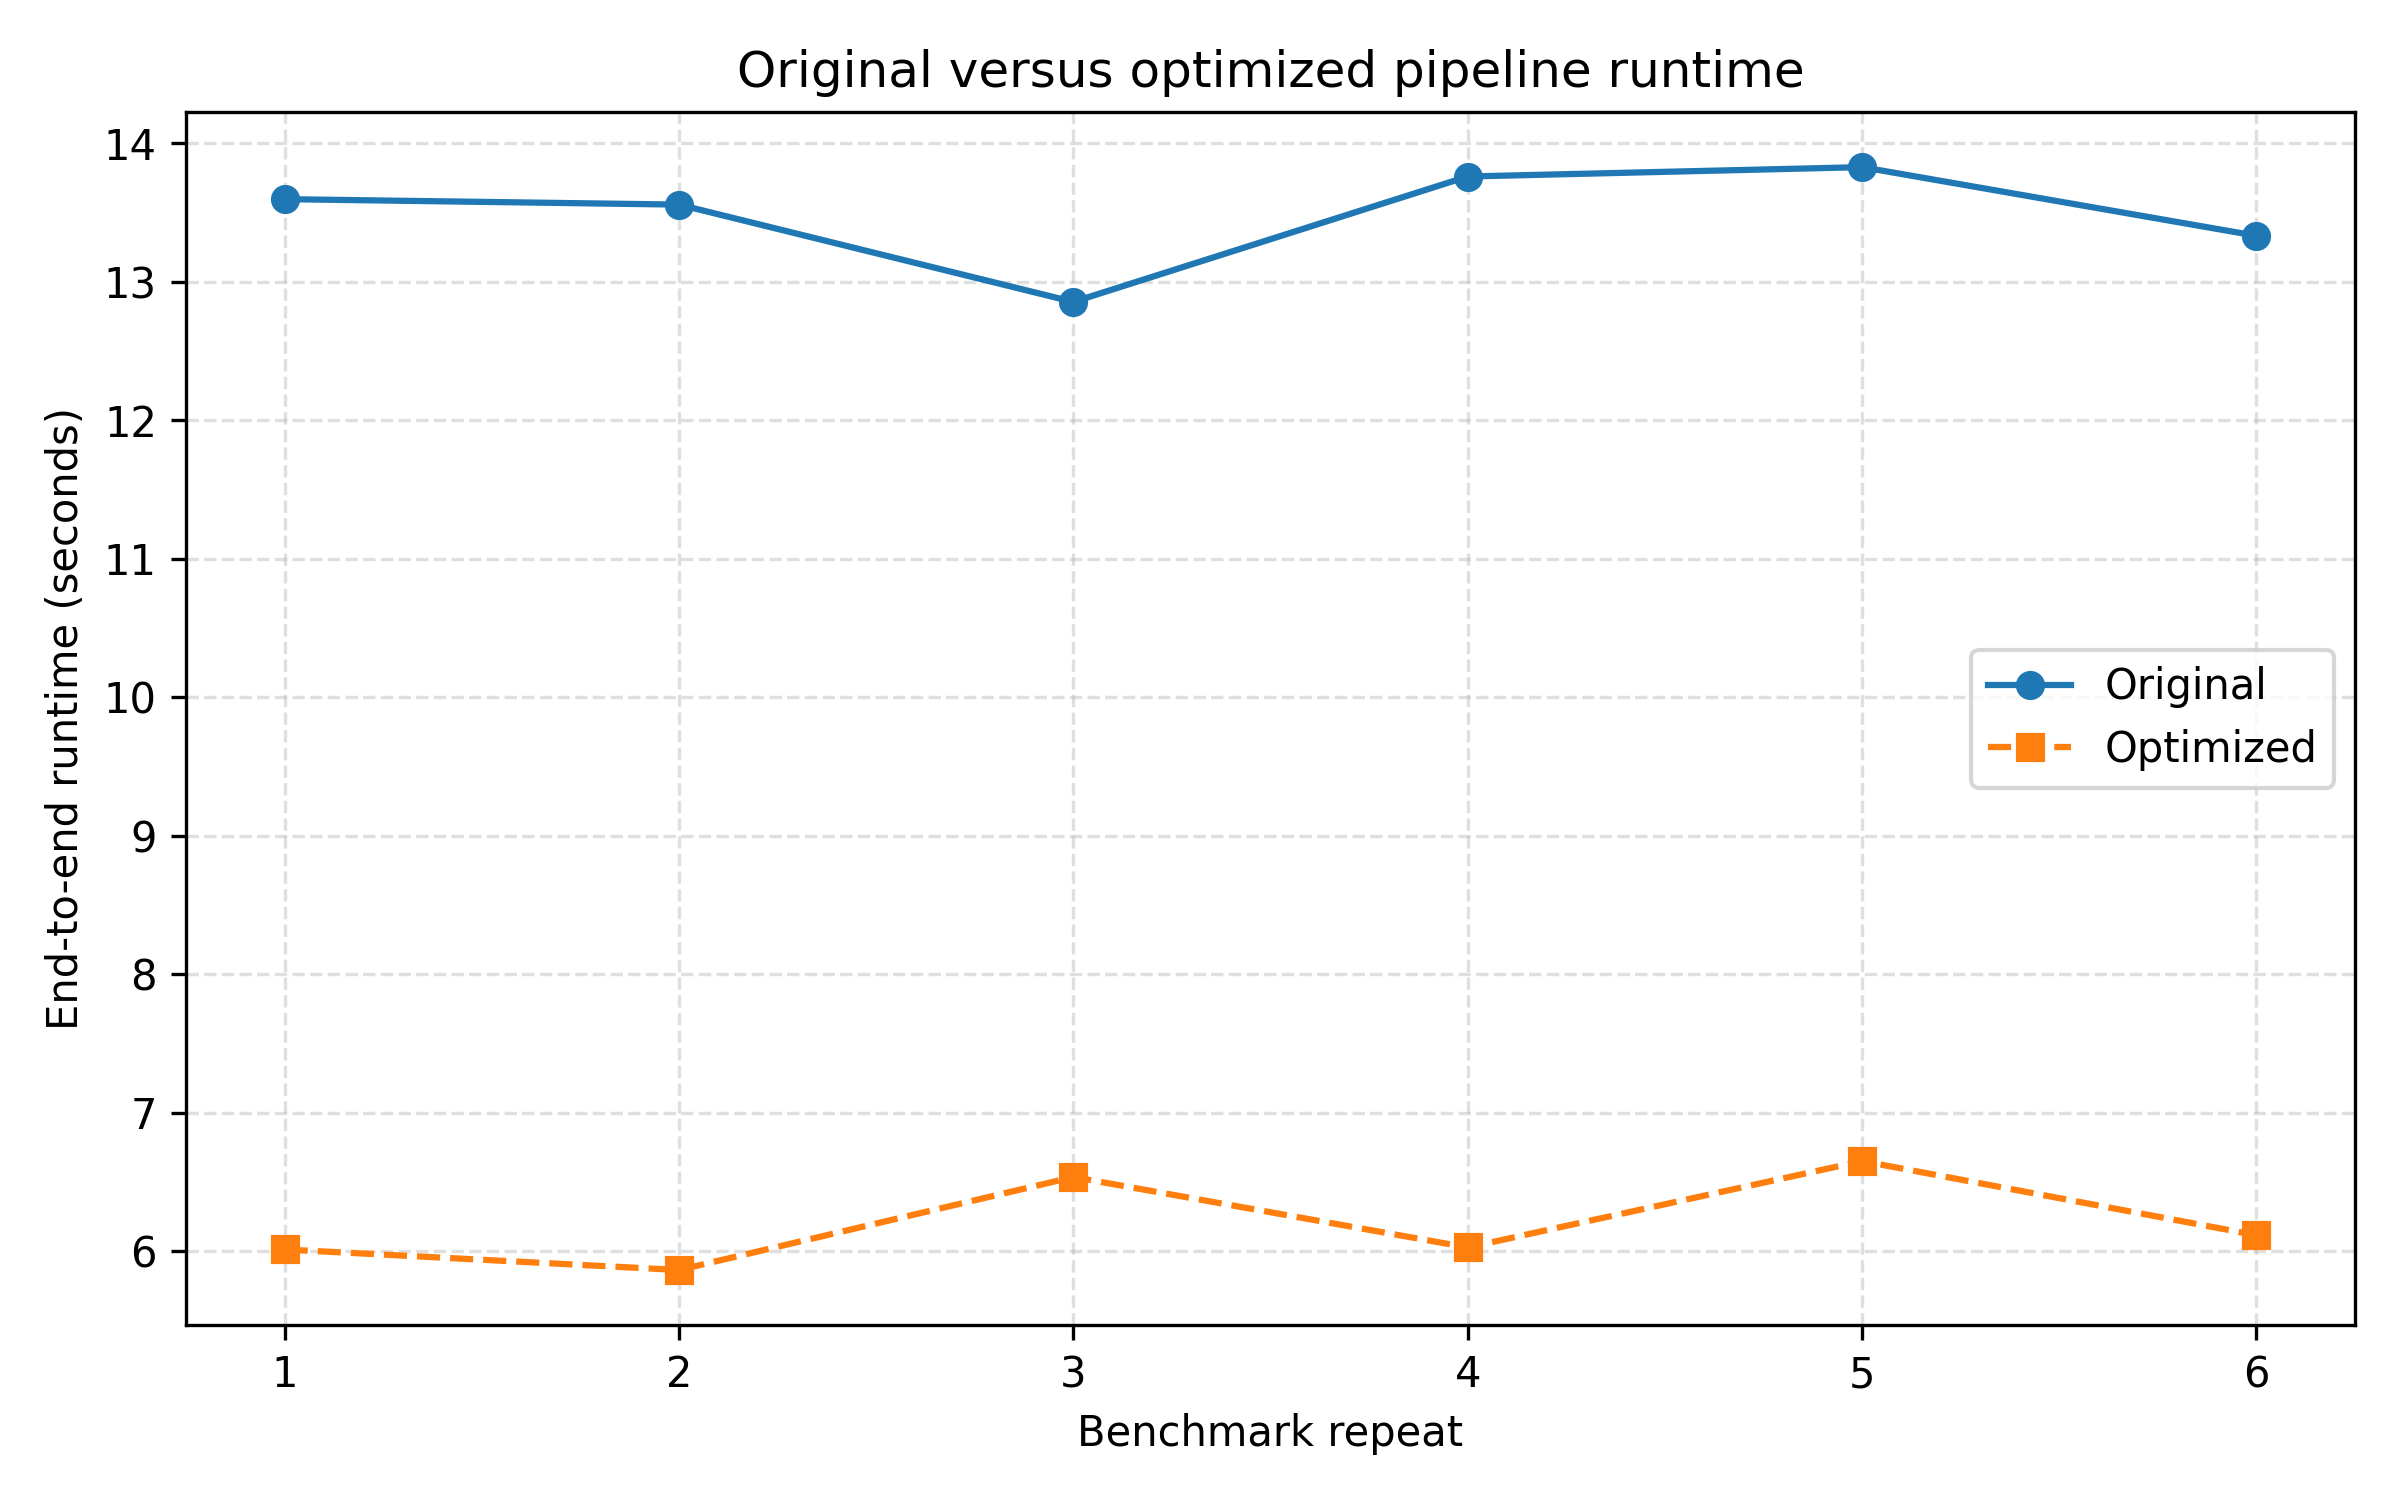 Original versus optimized pipeline runtime
End-to-end runtime (seconds)
14
13
12
11
10
9
8
7
6
Original
Optimized
1 2 3 4 5 6
Benchmark repeat